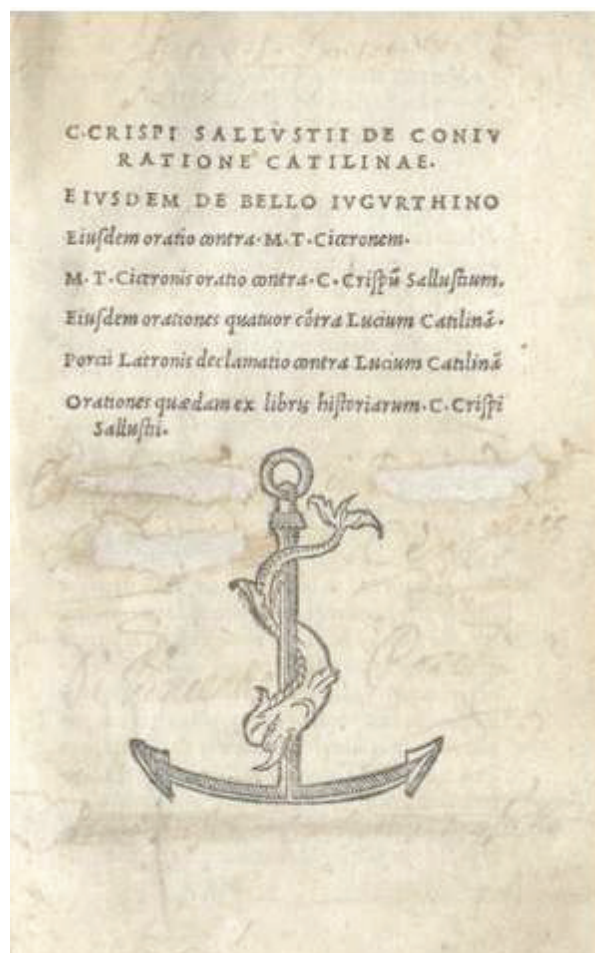 C·CRISPI SALLVSTII DE CONIV
RATIONE CATILINAE.
EIVSDEM DE BELLO IVGVRTHINO
Eiuſdem oratio contra·M·T·Ciceronem·
M·T·Ciceronis oratio contra·C·Criſpũ Salluſtium.
Eiuſdem orationes quatuor cõtra Lucium Catilinã·
Porcii Latronis declamatio contra Lucium Catilinã
Orationes quædam ex libris hiſtoriarum·C·Criſpi
Salluſtii·